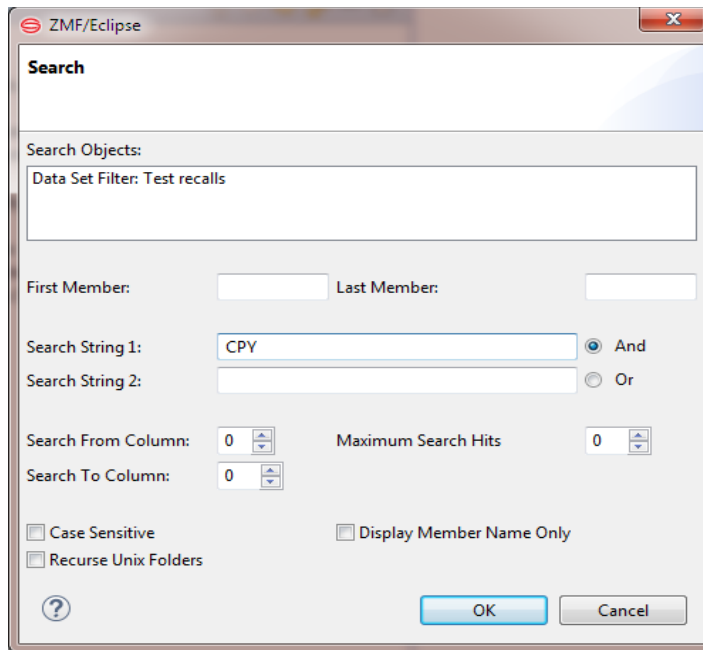 ZMF/Eclipse
Search
Search Objects:
Data Set Filter: Test recalls
First Member: Last Member:
Search String 1: CPY And
Search String 2: Or
Search From Column: 0 Maximum Search Hits 0
Search To Column: 0
Case Sensitive Display Member Name Only
Recurse Unix Folders
? OK Cancel